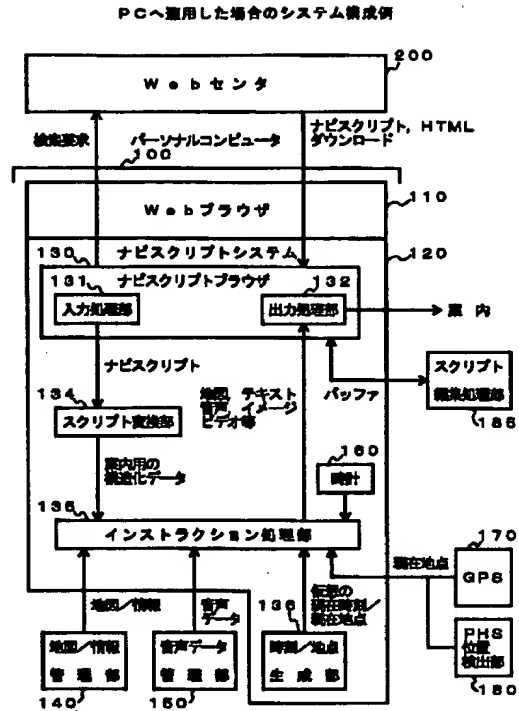 PCへ適用した場合のシステム構成例
200
Webセンタ
検索要求
パーソナルコンピュータ
100
ナビスクリプト，HTML
ダウンロード
110
Webブラウザ
ナビスクリプトシステム
130
120
ナビスクリプトブラウザ
131
132
入力処理部
出力処理部
案内
ナビスクリプト
134
スクリプト変換部
地図，テキスト
音声，イメージ
ビデオ等
バッファ
スクリプト
編集処理部
185
案内用の
構造化データ
160
時計
135
インストラクション処理部
170
現在地点
GPS
地図／情報
音声
データ
136
仮想の
現在時刻／
現在地点
PHS
位置
検出部
180
地図／情報
管理部
140
音声データ
管理部
150
時刻／地点
生成部